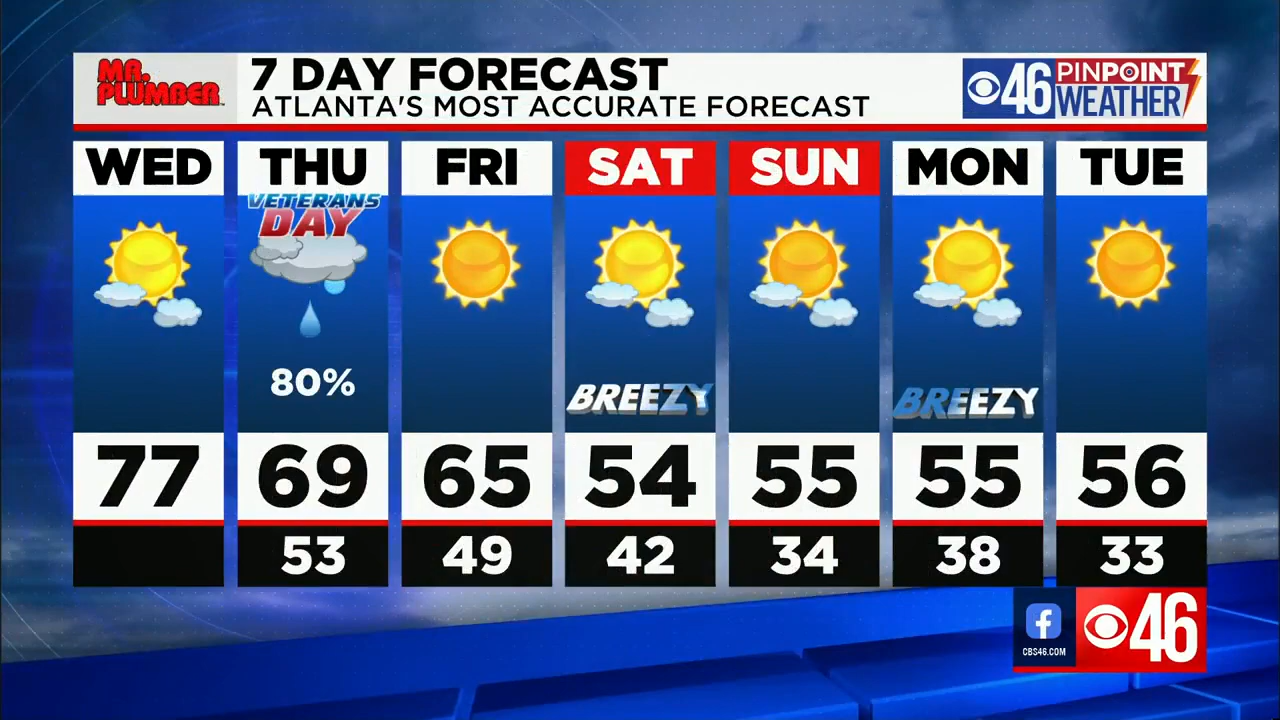 MR. PLUMBER
7 DAY FORECAST
ATLANTA'S MOST ACCURATE FORECAST
46 PINPOINT WEATHER
WED THU FRI SAT SUN MON TUE
VETERANS DAY
80%
BREEZY BREEZY
77 69 65 54 55 55 56
53 49 42 34 38 33
f
CBS46.COM
46